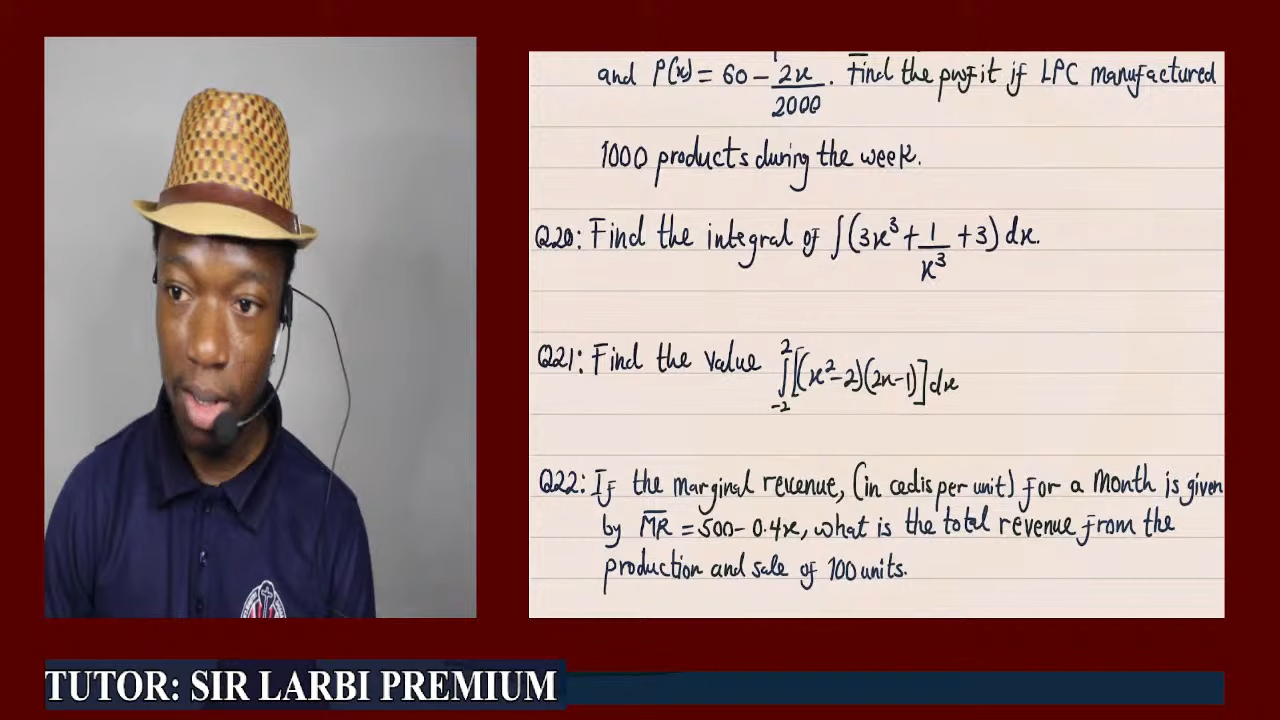 and P(x) = 60 - 2x/2000. Find the profit if LPC manufactured
1000 products during the week.
Q20: Find the integral of ∫(3x³ + 1/x³ + 3) dx.
Q21: Find the value ∫₋₂² [(x²-2)(2x-1)] dx
Q22: If the marginal revenue, (in cedis per unit) for a month is given
by M̅R̅ = 500 - 0.4x, what is the total revenue from the
production and sale of 100 units.
TUTOR: SIR LARBI PREMIUM